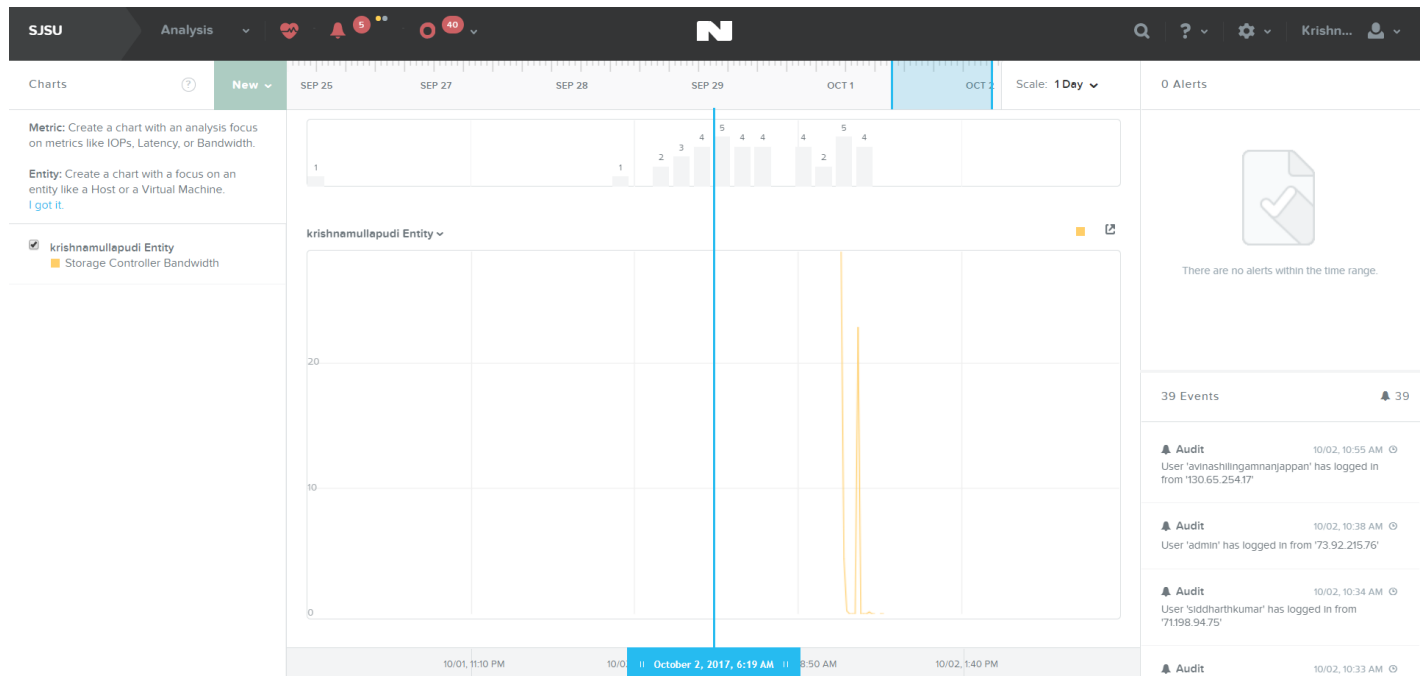 SJSU
Analysis
5
40
N
?
Krishn...
Charts
?
New
SEP 25
SEP 27
SEP 28
SEP 29
OCT 1
OCT 2
Scale: 1 Day
0 Alerts
Metric: Create a chart with an analysis focus
on metrics like IOPs, Latency, or Bandwidth.
Entity: Create a chart with a focus on an
entity like a Host or a Virtual Machine.
I got it.
krishnamullapudi Entity
Storage Controller Bandwidth
1
1
2
3
4
5
4
4
4
2
5
4
krishnamullapudi Entity
20
10
0
10/01, 11:10 PM
10/0
October 2, 2017, 6:19 AM
8:50 AM
10/02, 1:40 PM
There are no alerts within the time range.
39 Events
39
Audit
10/02, 10:55 AM
User 'avinashilingamnanjappan' has logged in
from '130.65.254.17'
Audit
10/02, 10:38 AM
User 'admin' has logged in from '73.92.215.76'
Audit
10/02, 10:34 AM
User 'siddharthkumar' has logged in from
'71.198.94.75'
Audit
10/02, 10:33 AM